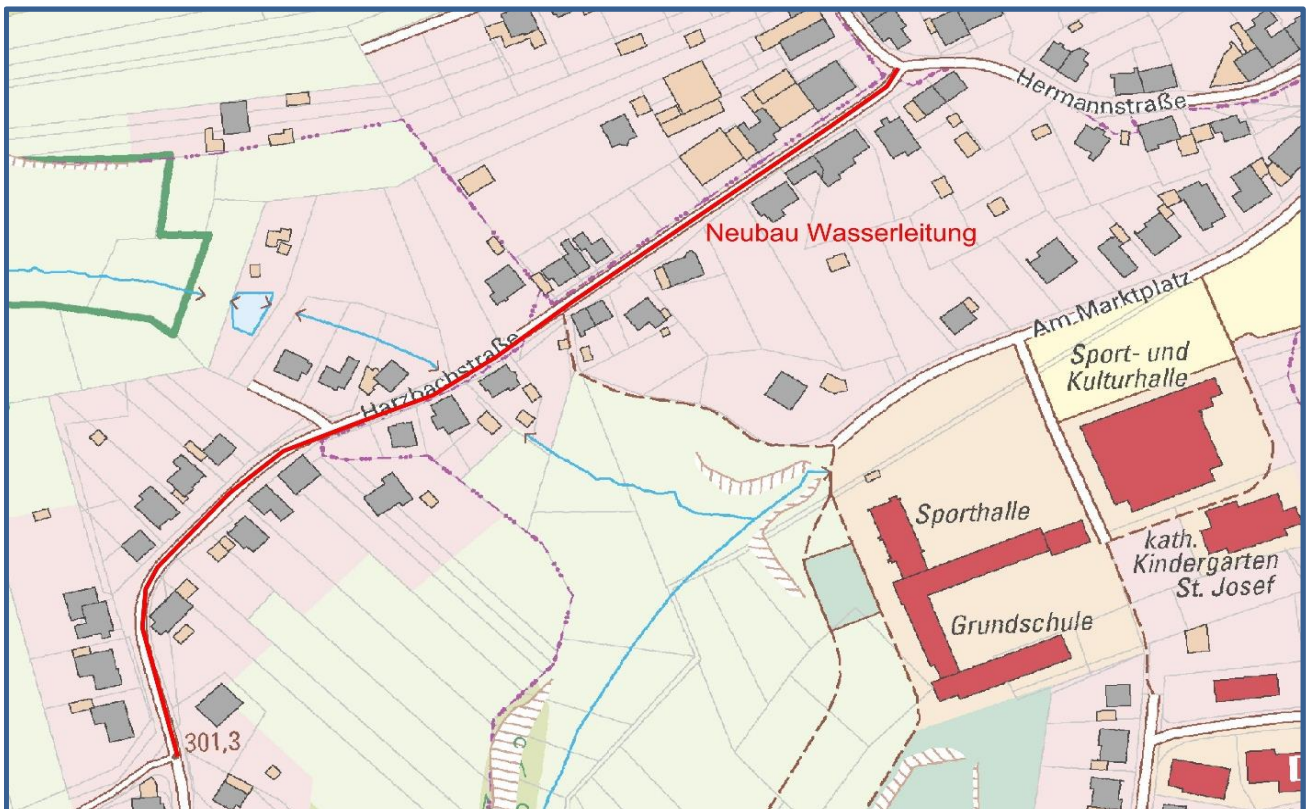 Hermannstraße
Neubau Wasserleitung
Am Marktplatz
Harzbachstraße
Sport- und
Kulturhalle
Sporthalle
kath.
Kindergarten
St. Josef
Grundschule
301,3